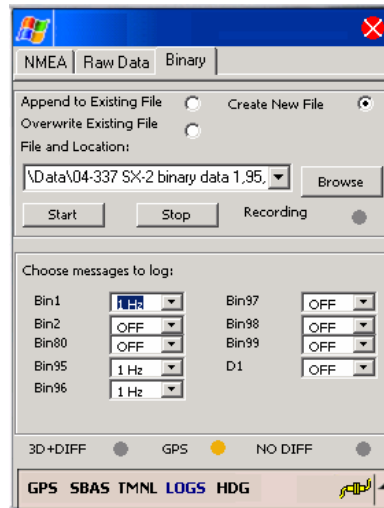 NMEA Raw Data Binary
Append to Existing File Create New File
Overwrite Existing File
File and Location:
\Data\04-337 SX-2 binary data 1,95, Browse
Start Stop Recording
Choose messages to log:
Bin1 1 Hz Bin97 OFF
Bin2 OFF Bin98 OFF
Bin80 OFF Bin99 OFF
Bin95 1 Hz D1 OFF
Bin96 1 Hz
3D+DIFF GPS NO DIFF
GPS SBAS TMNL LOGS HDG